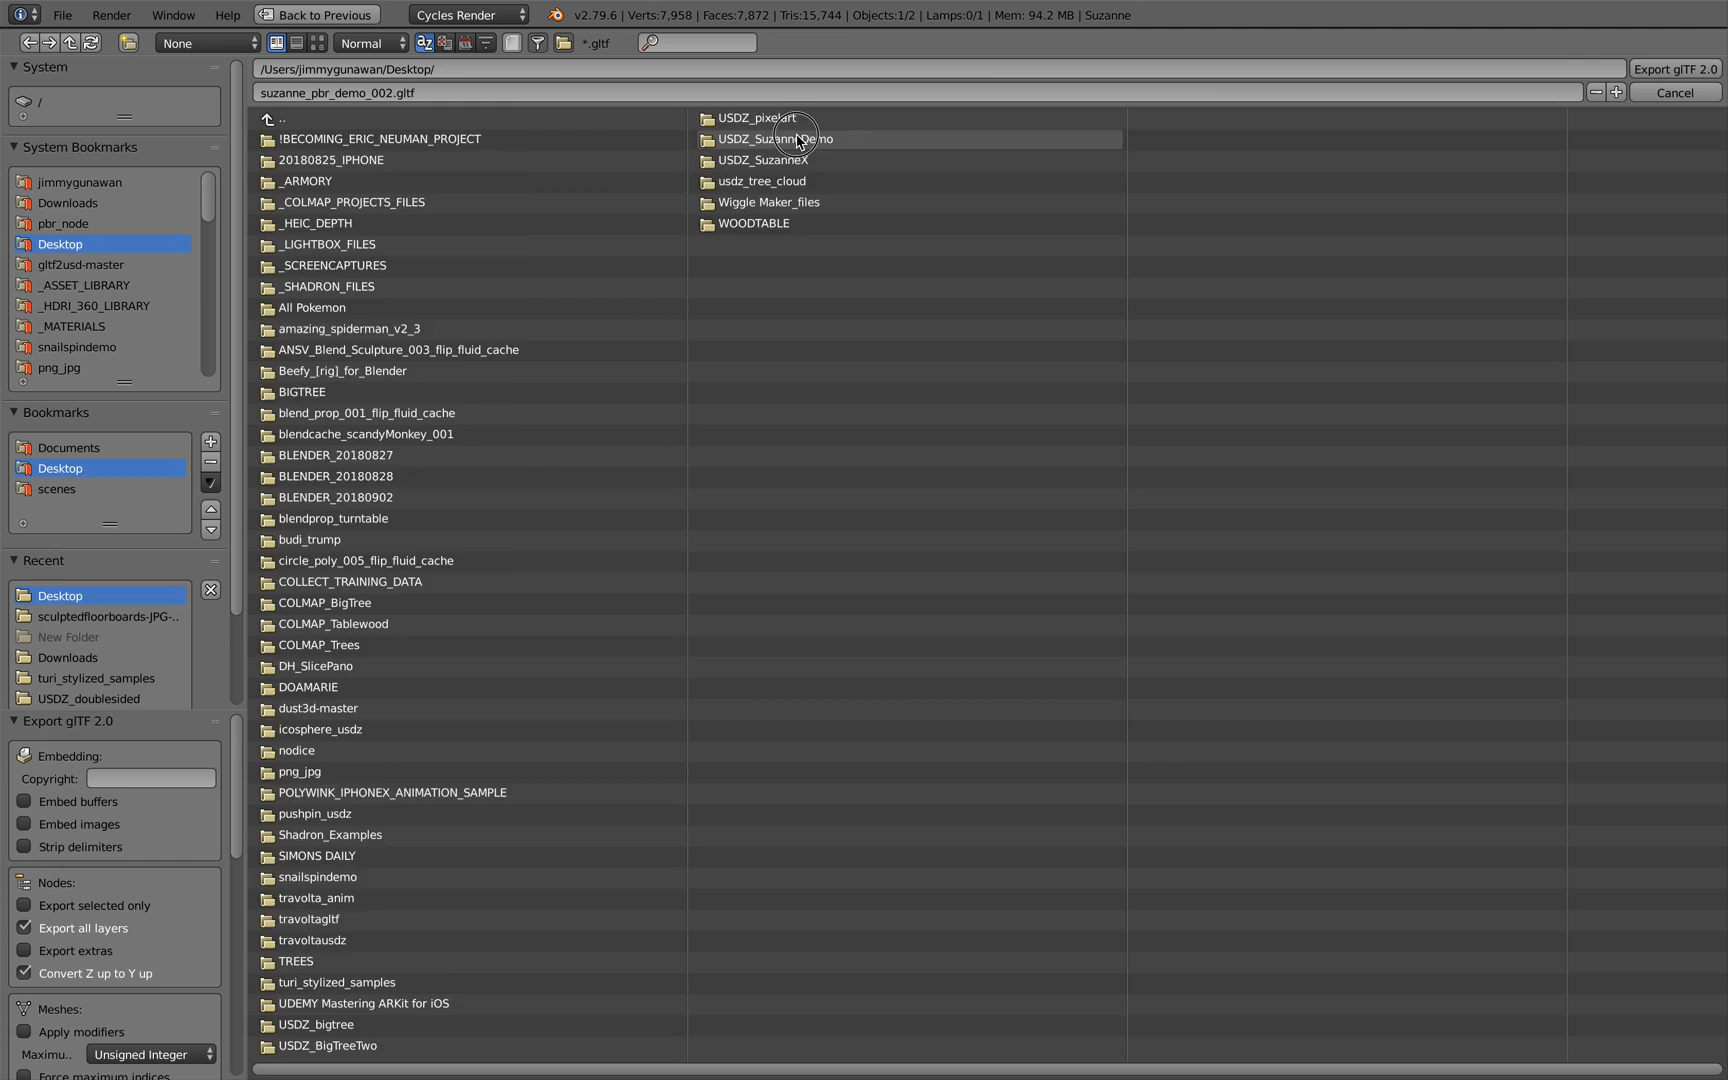 File Render Window Help Back to Previous Cycles Render v2.79.6 | Verts:7,958 | Faces:7,872 | Tris:15,744 | Objects:1/2 | Lamps:0/1 | Mem: 94.2 MB | Suzanne
None Normal *.gltf
System
/
System Bookmarks
jimmygunawan
Downloads
pbr_node
Desktop
gltf2usd-master
_ASSET_LIBRARY
_HDRI_360_LIBRARY
_MATERIALS
snailspindemo
png_jpg
Bookmarks
Documents
Desktop
scenes
Recent
Desktop
sculptedfloorboards-JPG-..
New Folder
Downloads
turi_stylized_samples
USDZ_doublesided
Export glTF 2.0
Embedding:
Copyright:
Embed buffers
Embed images
Strip delimiters
Nodes:
Export selected only
Export all layers
Export extras
Convert Z up to Y up
Meshes:
Apply modifiers
Maximu.. Unsigned Integer
Force maximum indices
/Users/jimmygunawan/Desktop/ Export glTF 2.0
suzanne_pbr_demo_002.gltf Cancel
..
!BECOMING_ERIC_NEUMAN_PROJECT
20180825_IPHONE
_ARMORY
_COLMAP_PROJECTS_FILES
_HEIC_DEPTH
_LIGHTBOX_FILES
_SCREENCAPTURES
_SHADRON_FILES
All Pokemon
amazing_spiderman_v2_3
ANSV_Blend_Sculpture_003_flip_fluid_cache
Beefy_[rig]_for_Blender
BIGTREE
blend_prop_001_flip_fluid_cache
blendcache_scandyMonkey_001
BLENDER_20180827
BLENDER_20180828
BLENDER_20180902
blendprop_turntable
budi_trump
circle_poly_005_flip_fluid_cache
COLLECT_TRAINING_DATA
COLMAP_BigTree
COLMAP_Tablewood
COLMAP_Trees
DH_SlicePano
DOAMARIE
dust3d-master
icosphere_usdz
nodice
png_jpg
POLYWINK_IPHONEX_ANIMATION_SAMPLE
pushpin_usdz
Shadron_Examples
SIMONS DAILY
snailspindemo
travolta_anim
travoltagltf
travoltausdz
TREES
turi_stylized_samples
UDEMY Mastering ARKit for iOS
USDZ_bigtree
USDZ_BigTreeTwo
USDZ_pixelart
USDZ_SuzanneDemo
USDZ_SuzanneX
usdz_tree_cloud
Wiggle Maker_files
WOODTABLE